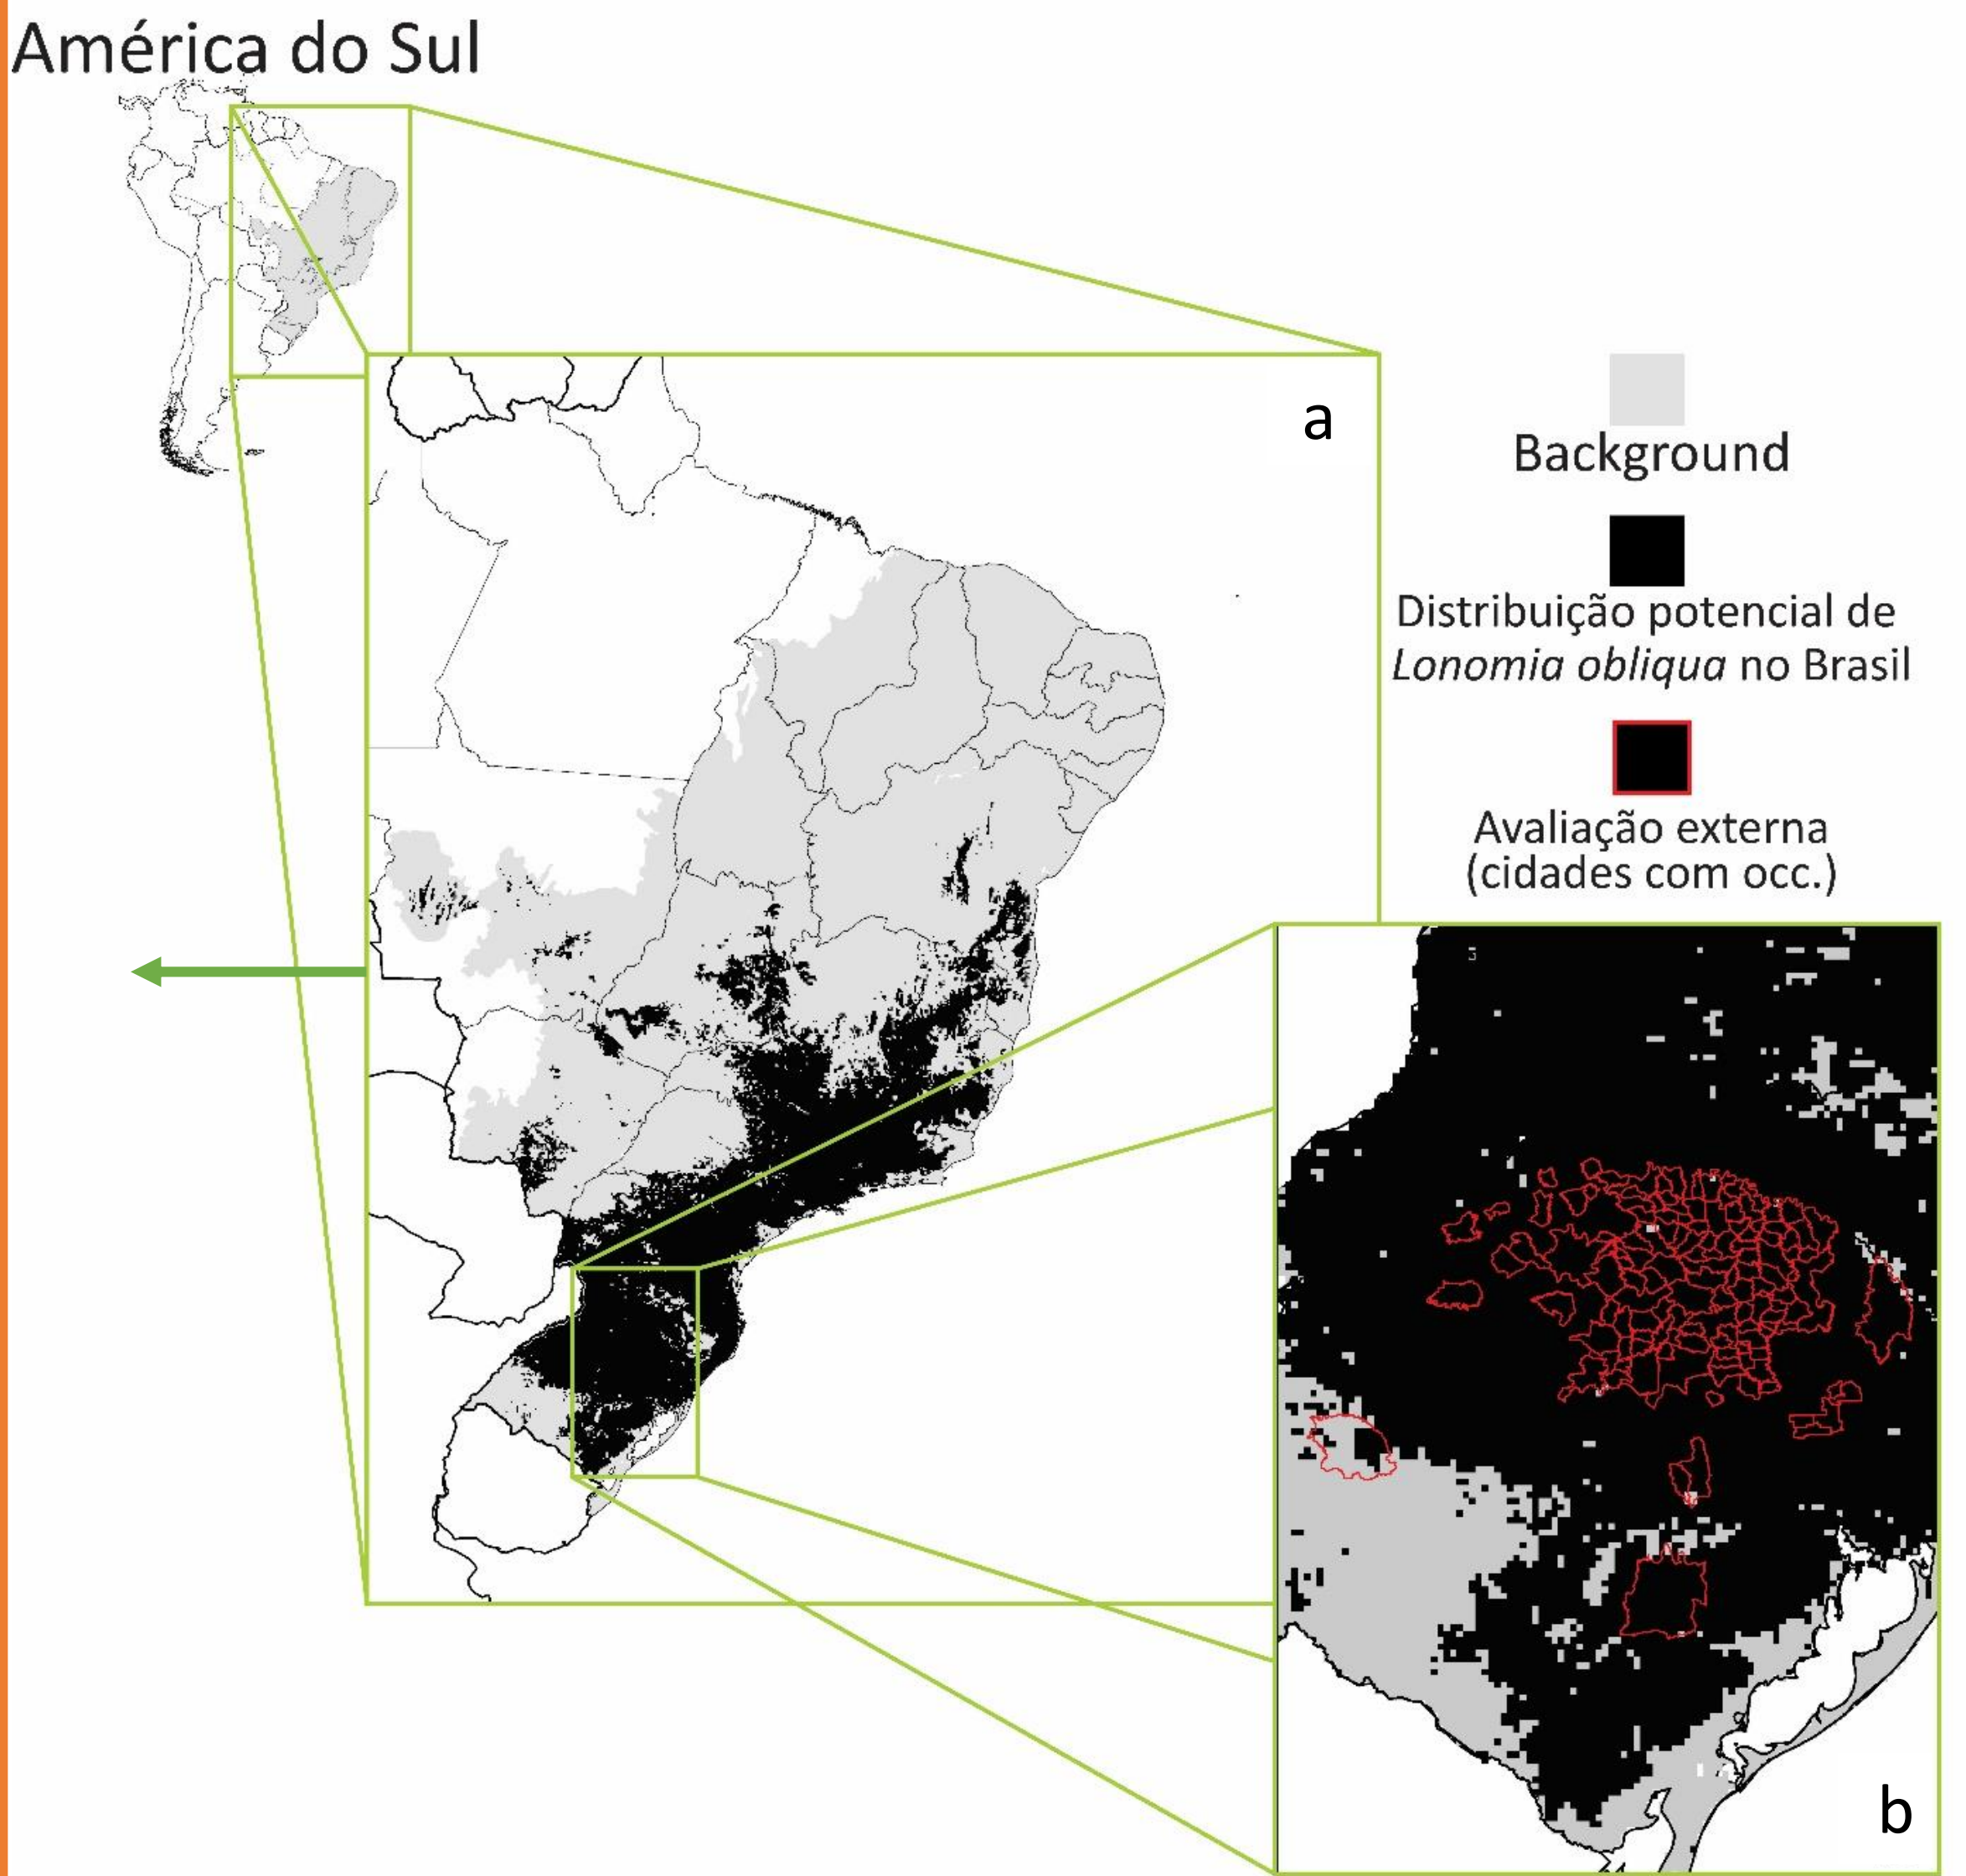 América do Sul
a
Background
Distribuição potencial de
Lonomia obliqua no Brasil
Avaliação externa
(cidades com occ.)
b